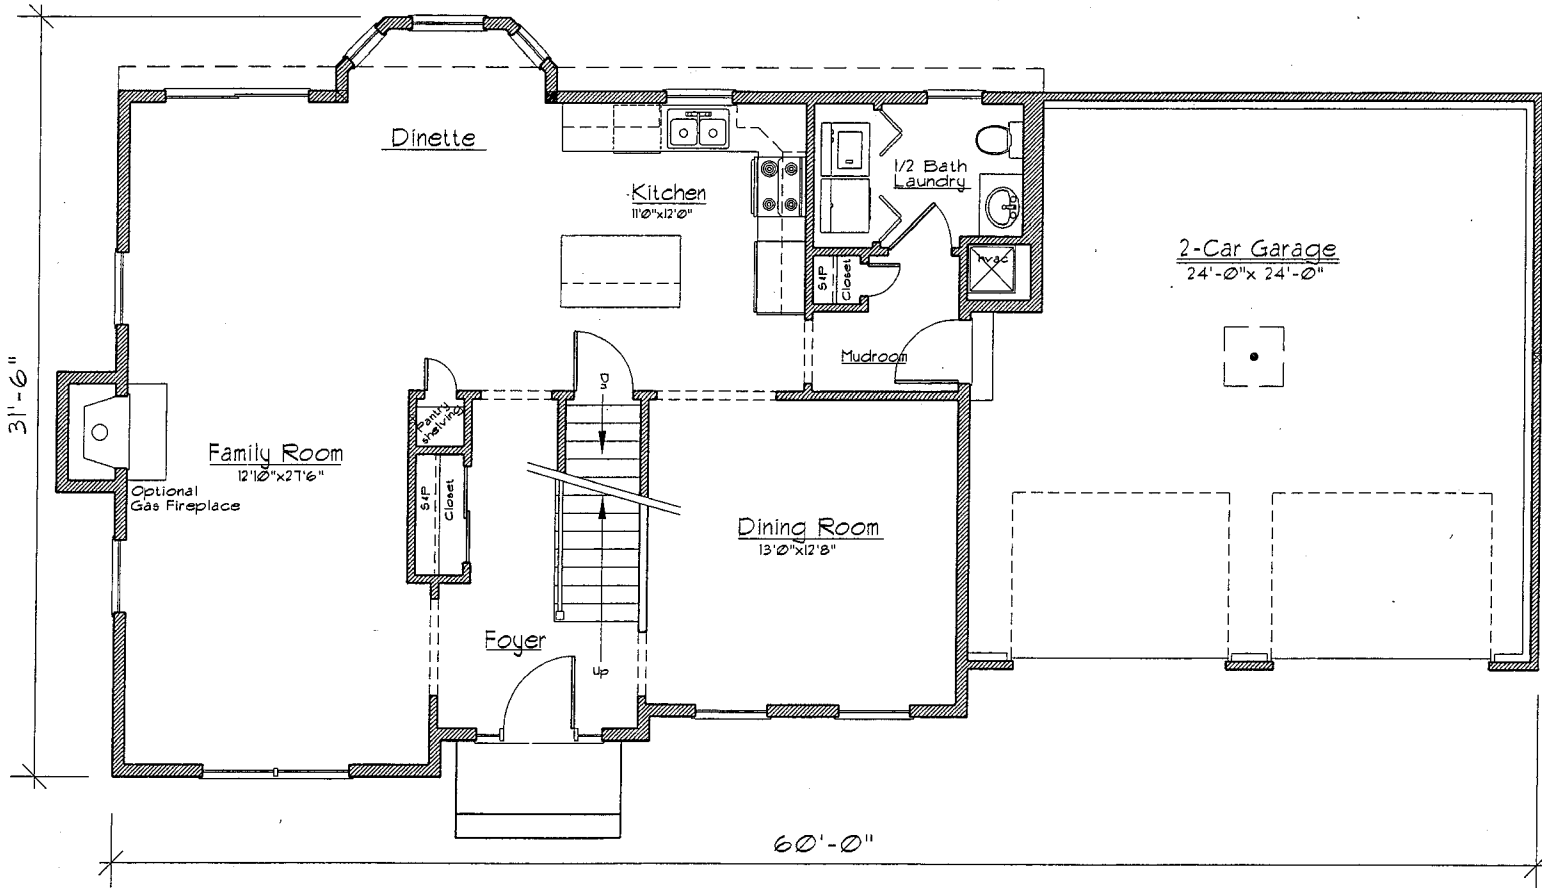 Dinette
Kitchen
11'0"x12'0"
1/2 Bath
Laundry
2-Car Garage
24'-0"x 24'-0"
hvac
S&P
Closet
Mudroom
Dn
31'-6"
Pantry
shelving
Family Room
12'10"x27'6"
Optional
Gas Fireplace
S&P
Closet
Dining Room
13'0"x12'8"
Foyer
Up
60'-0"